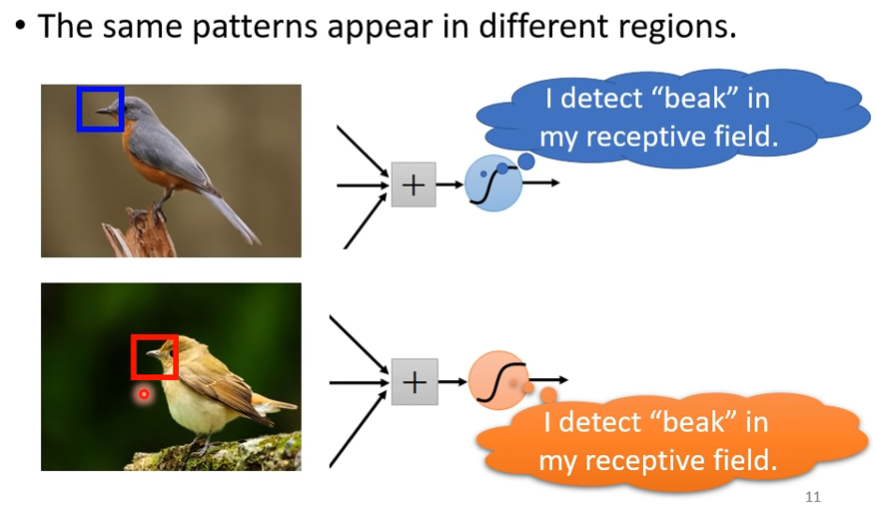 • The same patterns appear in different regions.
I detect “beak” in
my receptive field.
+
I detect “beak” in
my receptive field.
+
11